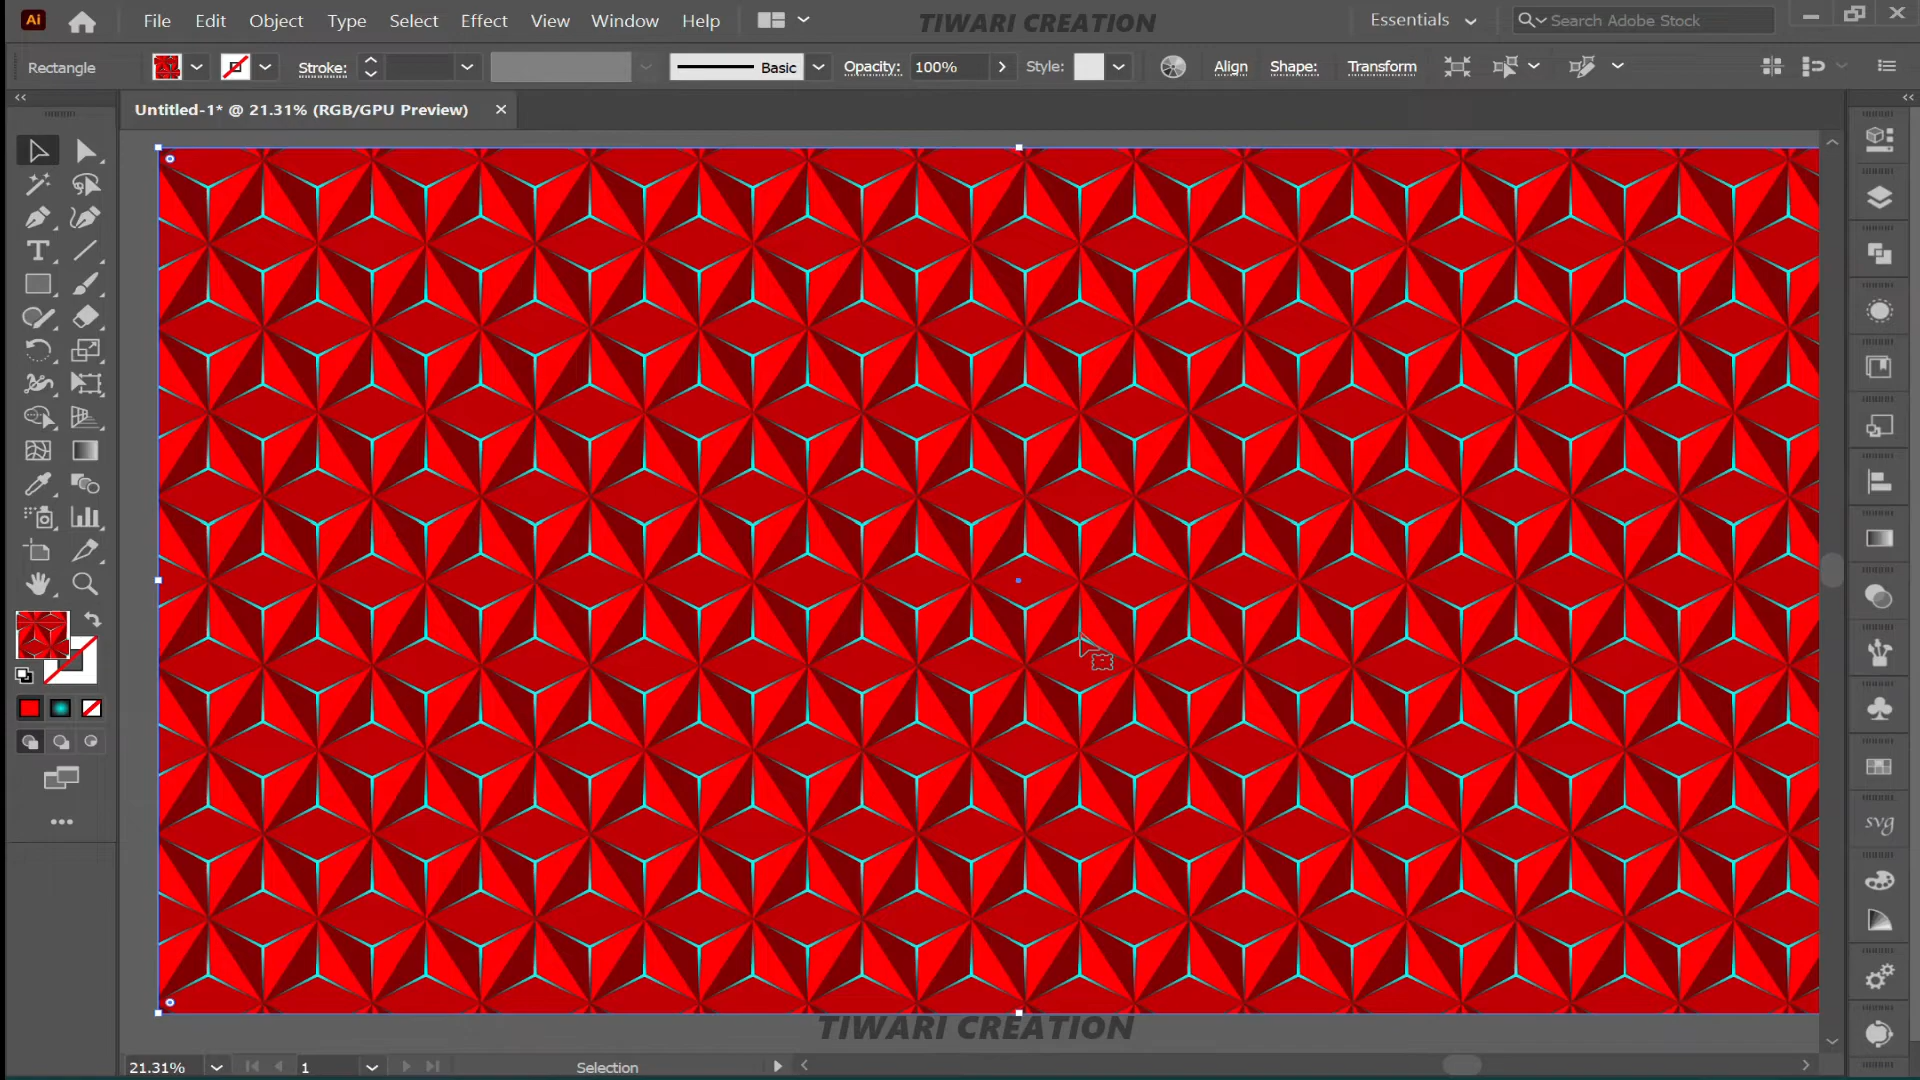 Ai File Edit Object Type Select Effect View Window Help TIWARI CREATION Essentials Search Adobe Stock
Rectangle Stroke: Basic Opacity: 100% Style: Align Shape: Transform
Untitled-1* @ 21.31% (RGB/GPU Preview)
T
svg
TIWARI CREATION
21.31% 1 Selection